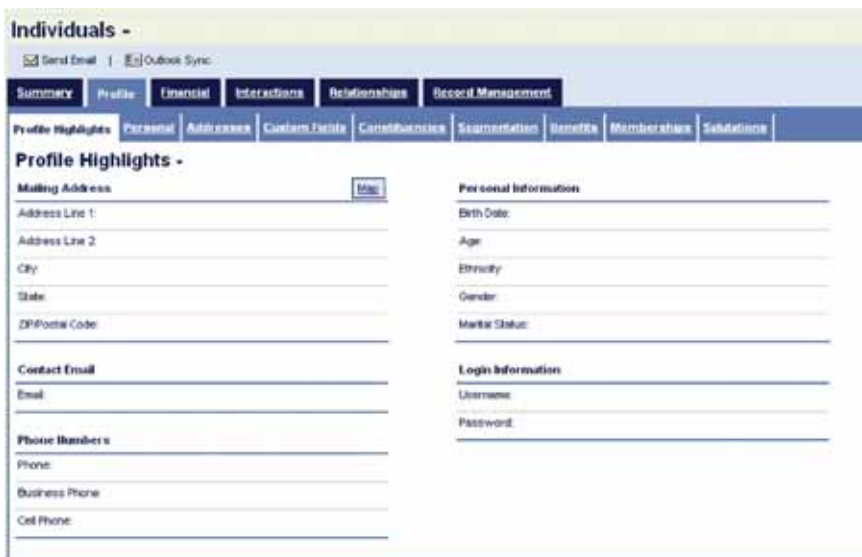 Individuals -
Send Email | Outlook Sync
Summary Profile Financial Interactions Relationships Record Management
Profile Highlights Personal Addresses Custom Fields Constituencies Segmentation Benefits Memberships Salutations
Profile Highlights -
Mailing Address Map
Address Line 1:
Address Line 2
City:
State:
ZIP/Postal Code:
Contact Email
Email:
Phone Numbers
Phone:
Business Phone
Cell Phone:
Personal Information
Birth Date:
Age:
Ethnicity
Gender:
Marital Status:
Login Information
Username:
Password: